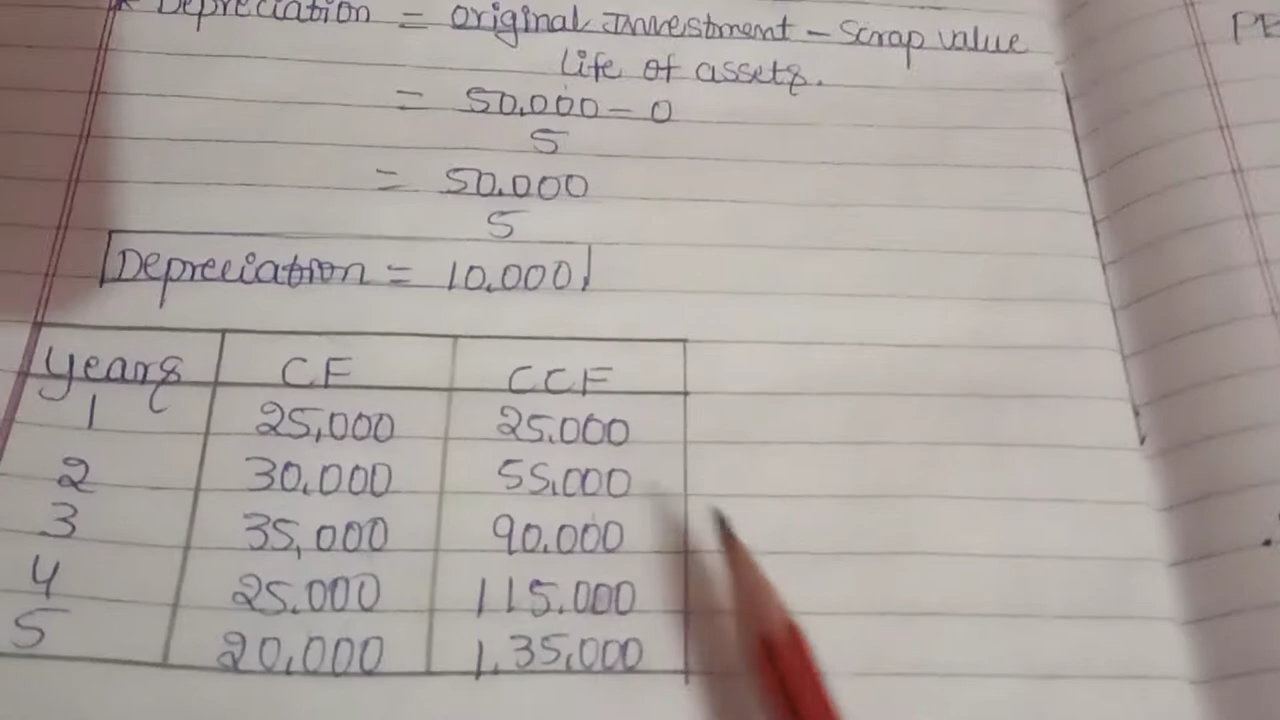 * Depreciation = original Investment - Scrap value
Life of assets.
= 50,000 - 0
5
= 50.000
5
Depreciation = 10,000
years CF CCF
1 25,000 25.000
2 30.000 55,000
3 35,000 90.000
4 25.000 115.000
5 20,000 1,35,000